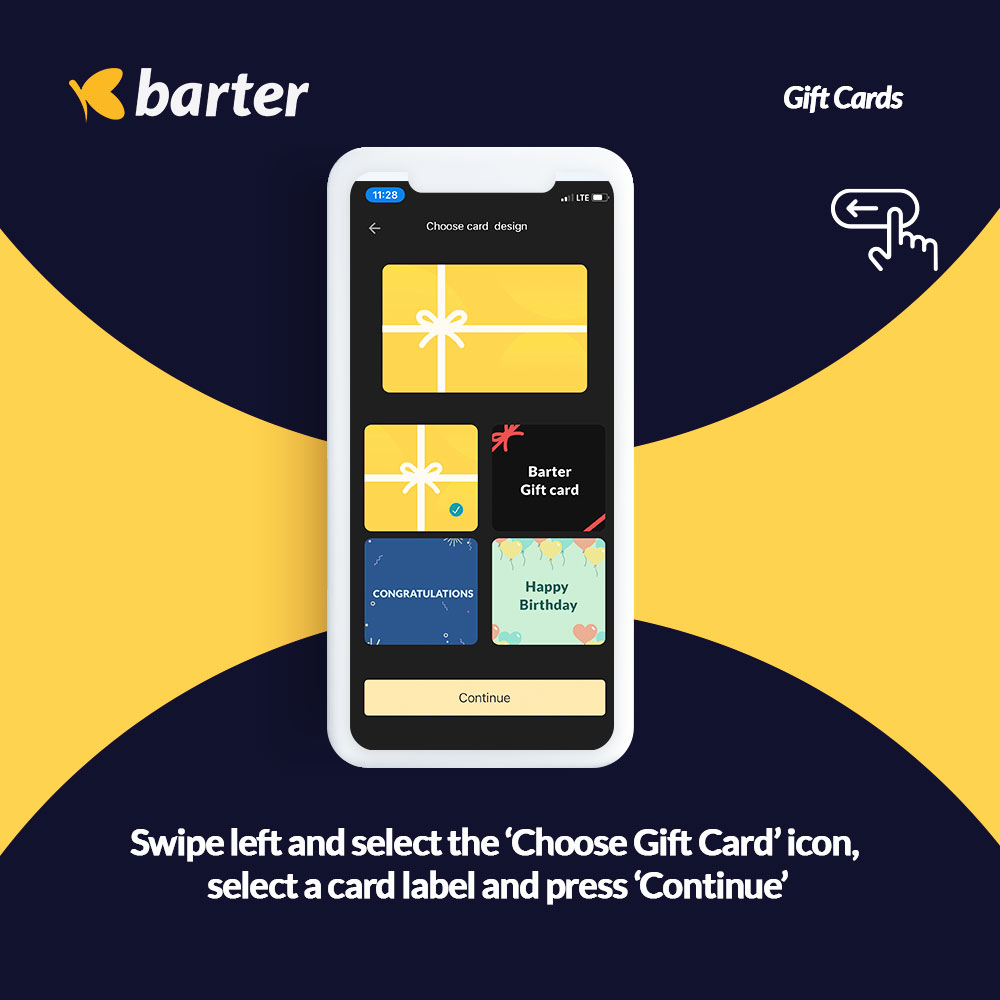 barter
Gift Cards
11:28
LTE
Choose card design
Barter
Gift card
CONGRATULATIONS
Happy
Birthday
Continue
Swipe left and select the ‘Choose Gift Card’ icon,
select a card label and press ‘Continue’